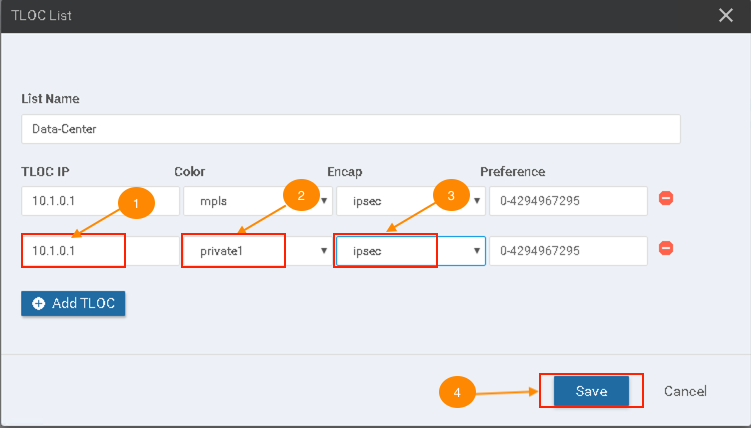 TLOC List
List Name
Data-Center
TLOC IP Color Encap Preference
10.1.0.1 1 mpls 2 ipsec 3 0-4294967295
10.1.0.1 private1 ipsec 0-4294967295
Add TLOC
4 Save Cancel